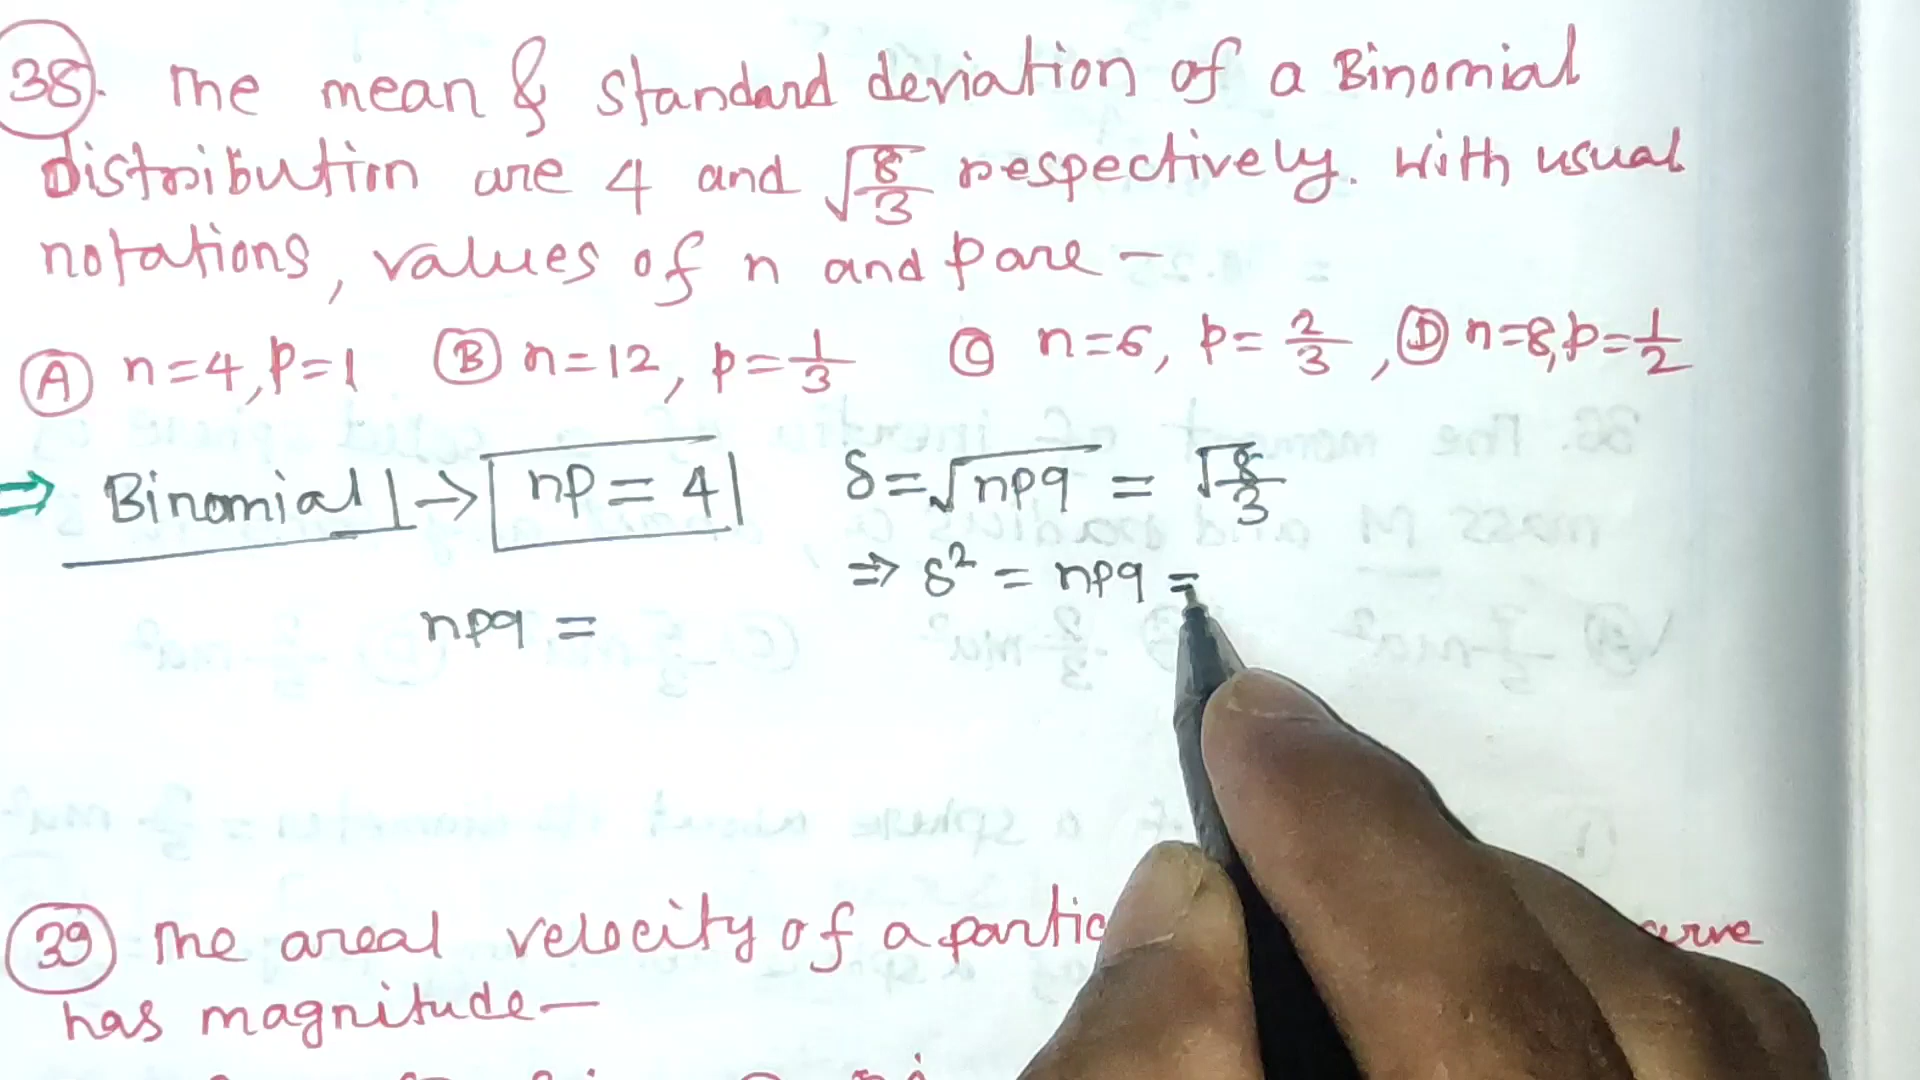 38. The mean & standard deviation of a Binomial
Distribution are 4 and √8/3 respectively. With usual
notations, values of n and p are –
(A) n=4, p=1 (B) n=12, p=1/3 (C) n=6, p=2/3, (D) n=8, p=1/2
⇒ Binomial → np = 4 δ=√npq = √8/3
⇒ δ² = npq =
npq =
39 The areal velocity of a
has magnitude—